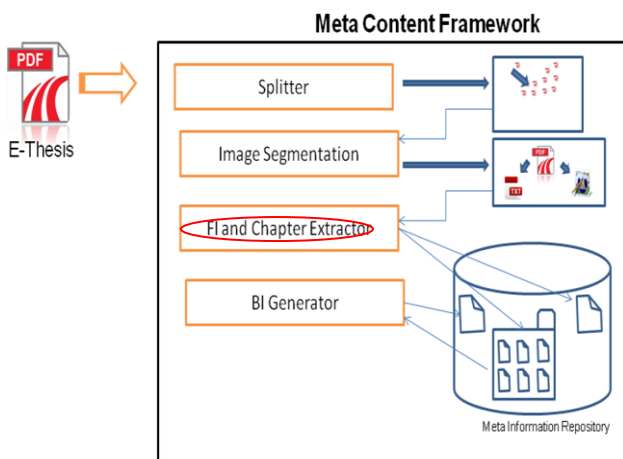 Meta Content Framework
PDF
E-Thesis
Splitter
Image Segmentation
PDF
TXT
FI and Chapter Extractor
BI Generator
Meta Information Repository